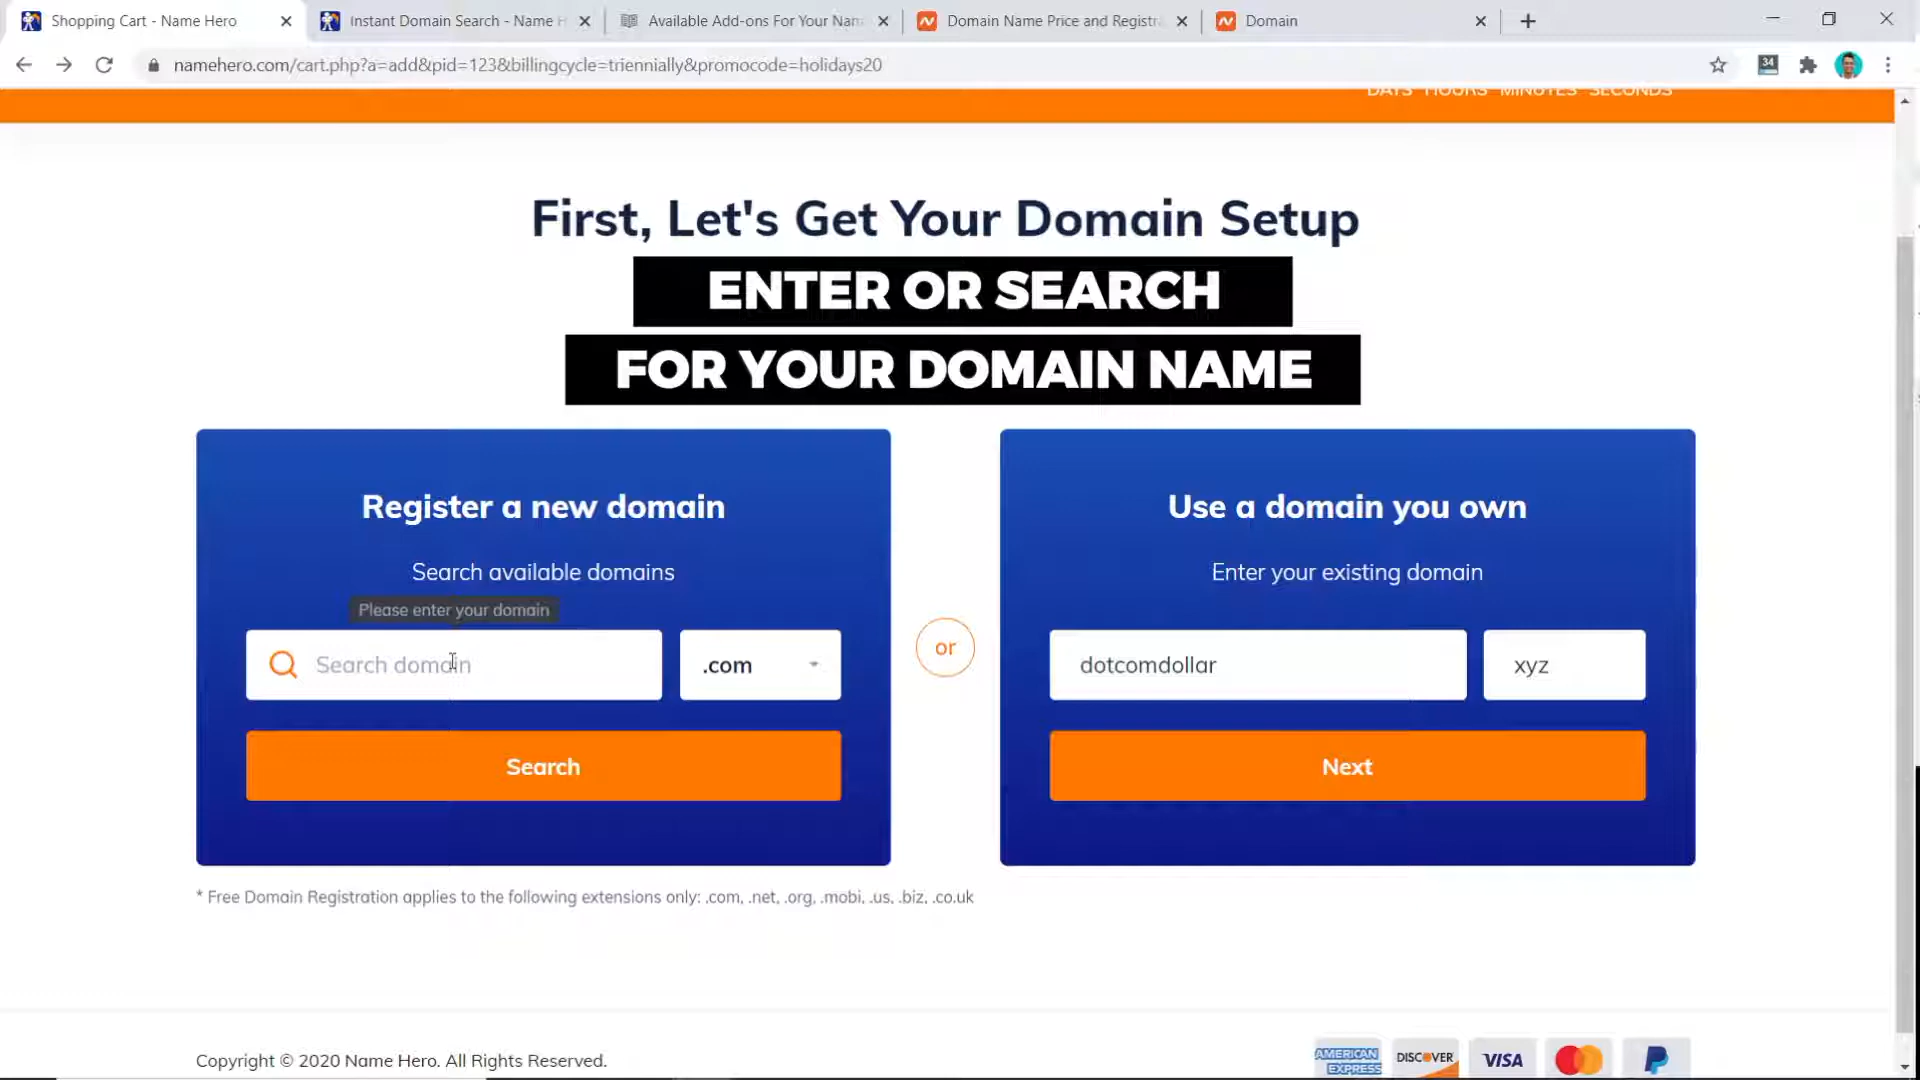 Shopping Cart - Name Hero
Instant Domain Search - Name H
Available Add-ons For Your Nam
Domain Name Price and Registra
Domain
namehero.com/cart.php?a=add&pid=123&billingcycle=triennially&promocode=holidays20
34
DAYS HOURS MINUTES SECONDS
First, Let's Get Your Domain Setup
ENTER OR SEARCH
FOR YOUR DOMAIN NAME
Register a new domain
Search available domains
Please enter your domain
Search domain
.com
Search
or
Use a domain you own
Enter your existing domain
dotcomdollar
xyz
Next
* Free Domain Registration applies to the following extensions only: .com, .net, .org, .mobi, .us, .biz, .co.uk
Copyright © 2020 Name Hero. All Rights Reserved.
AMERICAN
EXPRESS
DISCOVER
VISA